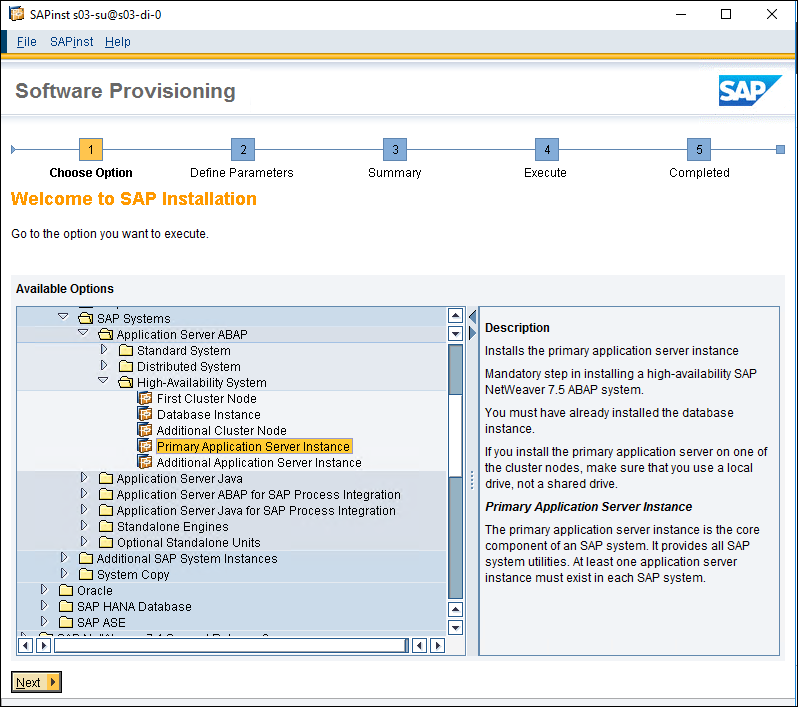 SAPinst s03-su@s03-di-0
File SAPinst Help
Software Provisioning
SAP
1 2 3 4 5
Choose Option Define Parameters Summary Execute Completed
Welcome to SAP Installation
Go to the option you want to execute.
Available Options
SAP Systems
Application Server ABAP
Standard System
Distributed System
High-Availability System
First Cluster Node
Database Instance
Additional Cluster Node
Primary Application Server Instance
Additional Application Server Instance
Application Server Java
Application Server ABAP for SAP Process Integration
Application Server Java for SAP Process Integration
Standalone Engines
Optional Standalone Units
Additional SAP System Instances
System Copy
Oracle
SAP HANA Database
SAP ASE
Description
Installs the primary application server instance
Mandatory step in installing a high-availability SAP
NetWeaver 7.5 ABAP system.
You must have already installed the database
instance.
If you install the primary application server on one of
the cluster nodes, make sure that you use a local
drive, not a shared drive.
Primary Application Server Instance
The primary application server instance is the core
component of an SAP system. It provides all SAP
system utilities. At least one application server
instance must exist in each SAP system.
Next